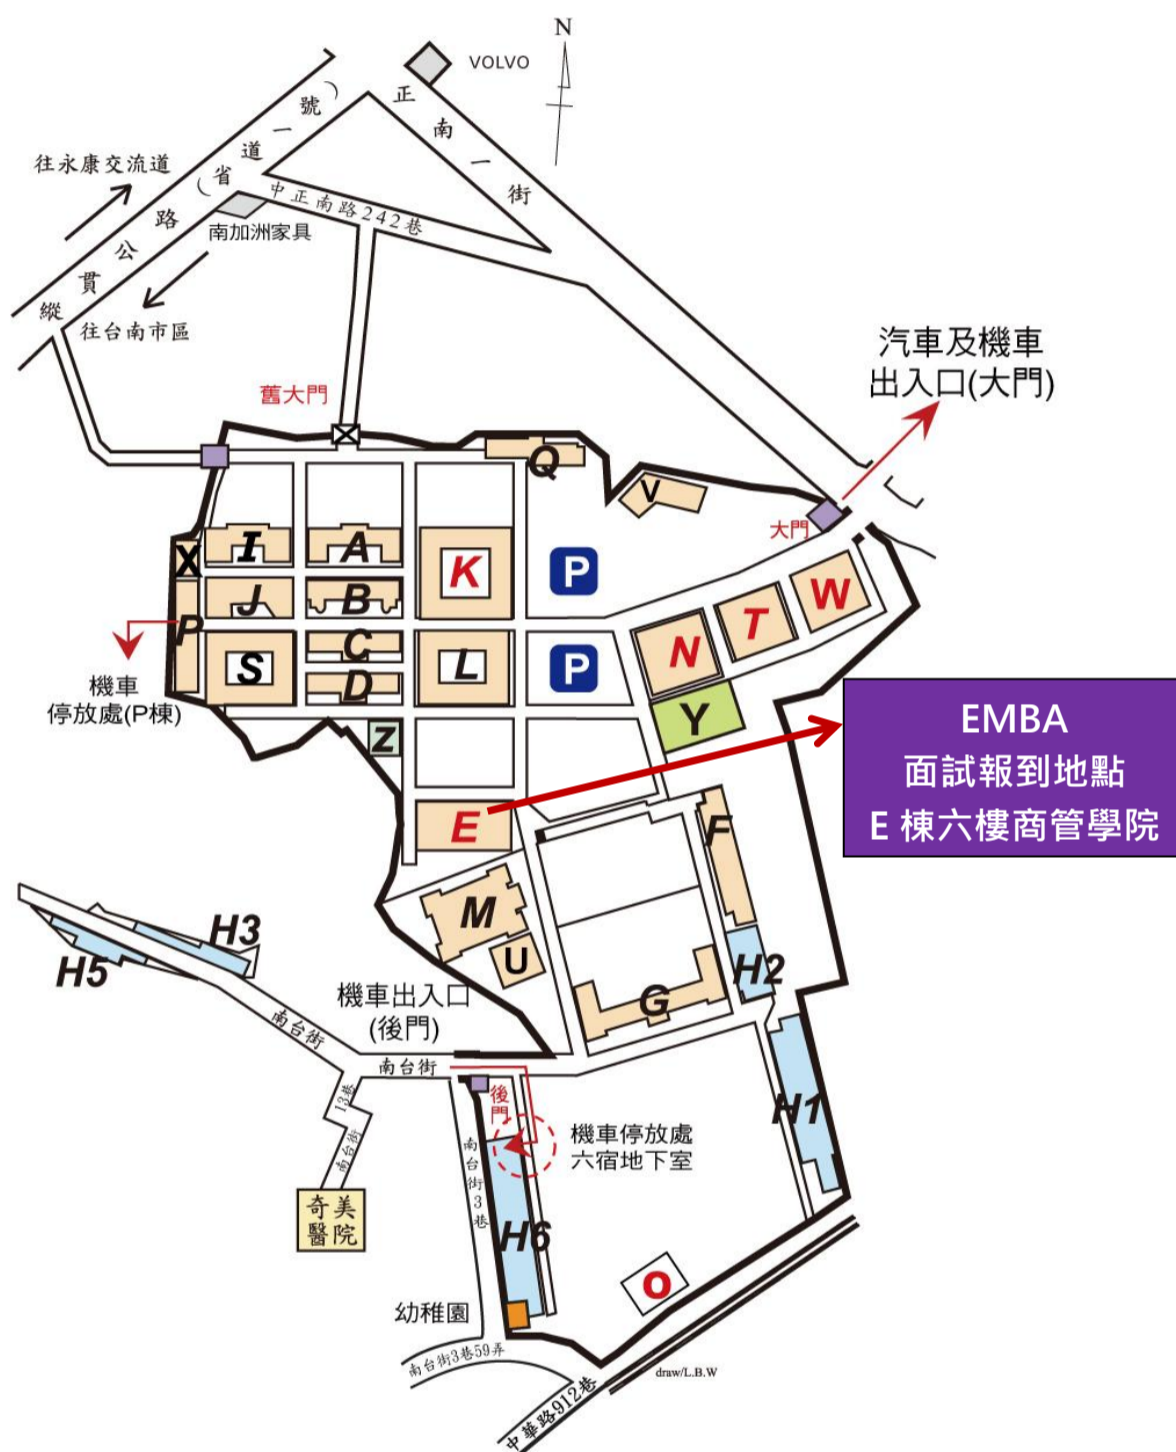 N
VOLVO
正南一街
縱貫公路(省道一號)
往永康交流道
中正南路242巷
南加洲家具
往台南市區
汽車及機車
出入口(大門)
舊大門
Q
V
大門
X
I
A
K
P
J
B
W
T
N
P
機車
停放處(P棟)
S
C
D
L
P
Y
Z
EMBA
面試報到地點
E 棟六樓商管學院
E
F
M
U
H3
H5
H2
G
機車出入口
(後門)
南台街
南台街
13巷
南台街
後門
H1
機車停放處
六宿地下室
南台街3巷
奇美
醫院
H6
O
幼稚園
南台街3巷59弄
draw/L.B.W
中華路912巷